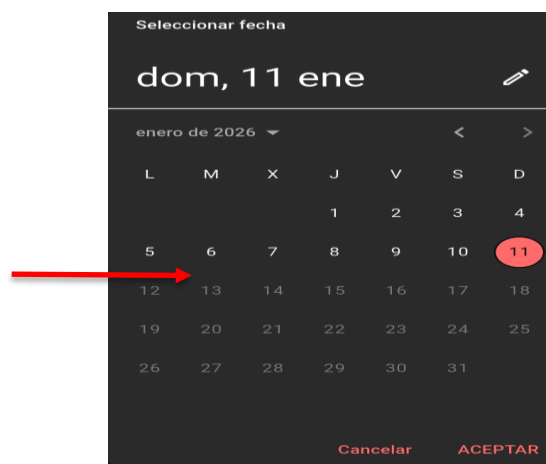 Seleccionar fecha
dom, 11 ene
enero de 2026
L M X J V S D
1 2 3 4
5 6 7 8 9 10 11
12 13 14 15 16 17 18
19 20 21 22 23 24 25
26 27 28 29 30 31
Cancelar ACEPTAR